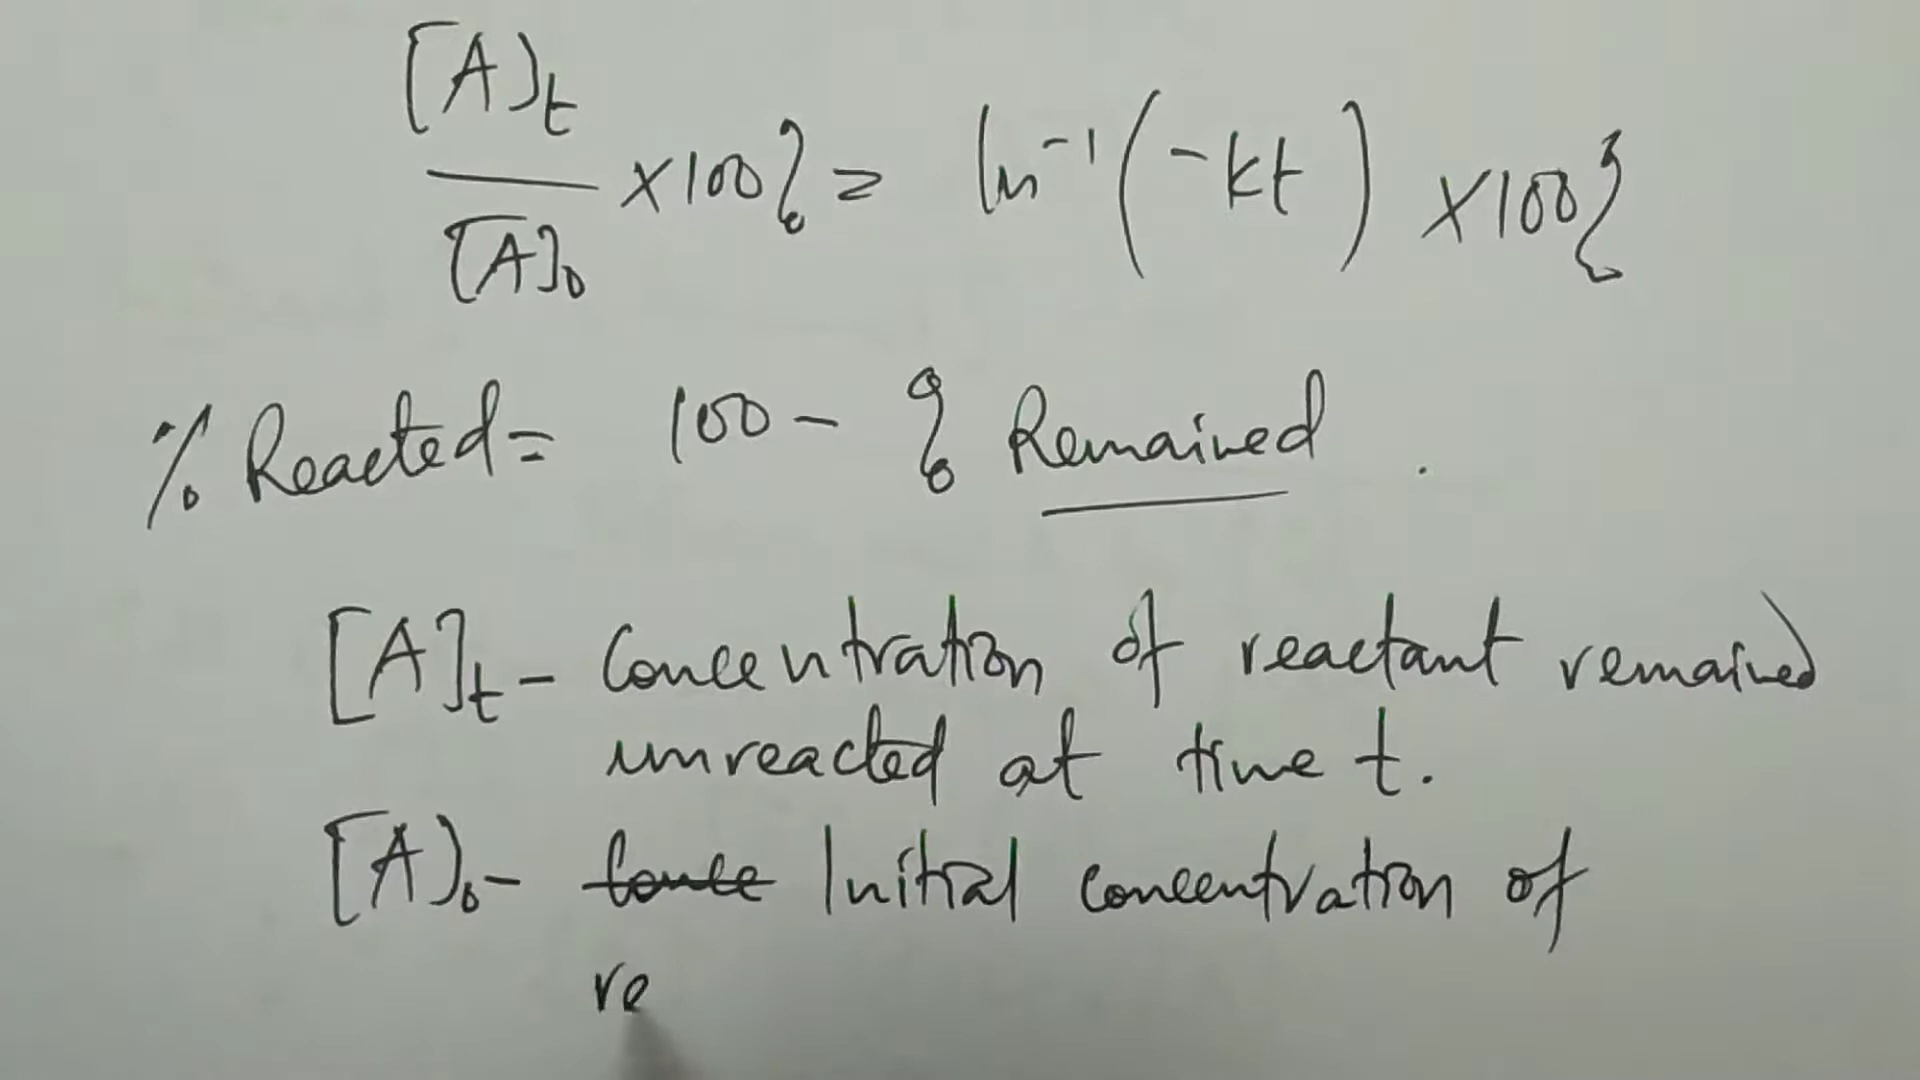 [A]t / [A]0 ×100% = ln⁻¹(-kt) ×100%
% Reacted = 100 - % Remained.
[A]t - Concentration of reactant remained
unreacted at time t.
[A]0 - Conce Initial concentration of
re